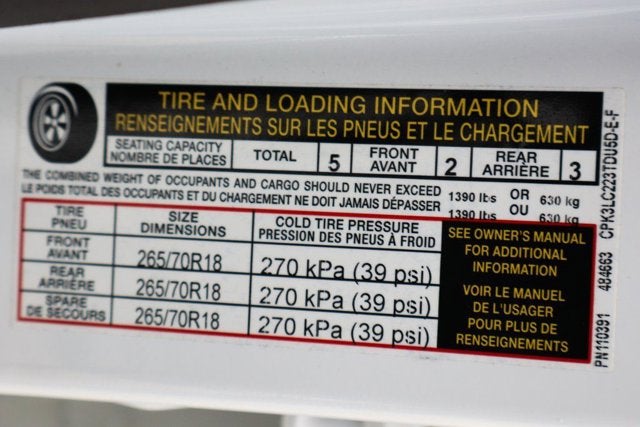 TIRE AND LOADING INFORMATION
RENSEIGNEMENTS SUR LES PNEUS ET LE CHARGEMENT
SEATING CAPACITY
NOMBRE DE PLACES
TOTAL 5 FRONT AVANT 2 REAR ARRIÈRE 3
THE COMBINED WEIGHT OF OCCUPANTS AND CARGO SHOULD NEVER EXCEED 1390 lbs OR 630 kg
LE POIDS TOTAL DES OCCUPANTS ET DU CHARGEMENT NE DOIT JAMAIS DÉPASSER 1390 lbs OU 630 kg
TIRE PNEU SIZE DIMENSIONS COLD TIRE PRESSURE PRESSION DES PNEUS À FROID
FRONT AVANT 265/70R18 270 kPa (39 psi)
REAR ARRIÈRE 265/70R18 270 kPa (39 psi)
SPARE DE SECOURS 265/70R18 270 kPa (39 psi)
SEE OWNER'S MANUAL
FOR ADDITIONAL
INFORMATION
VOIR LE MANUEL
DE L'USAGER
POUR PLUS DE
RENSEIGNEMENTS
PN110391 484663 CPK3LC223TDU5D-E-F